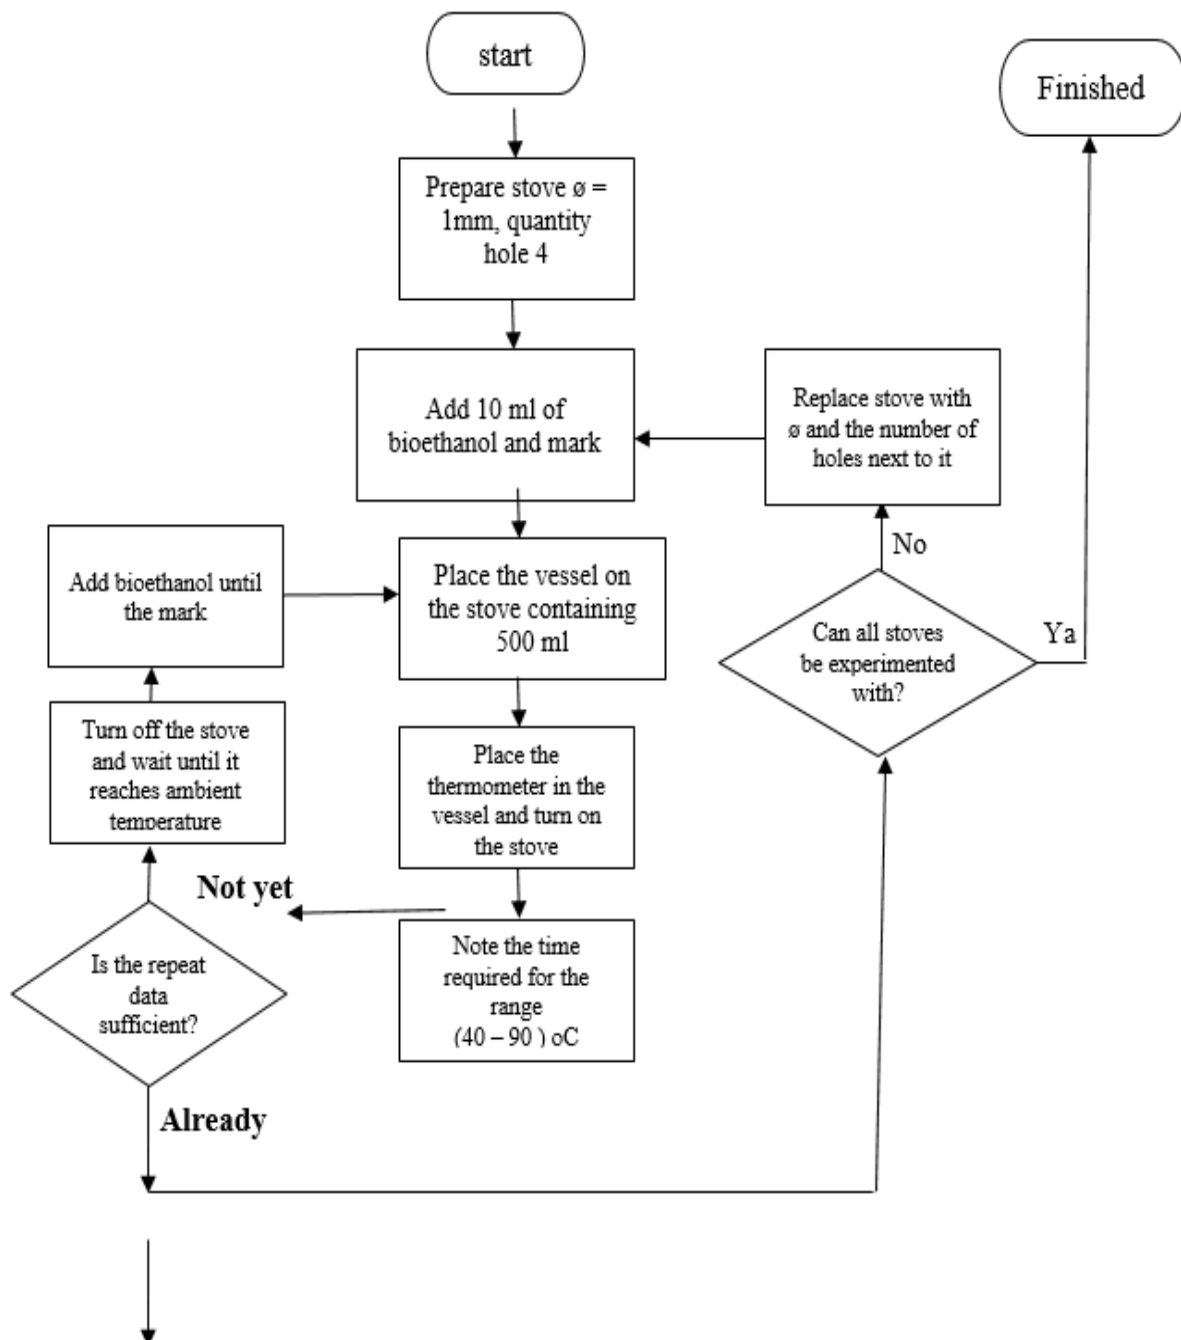 start
Finished
Prepare stove ø =
1mm, quantity
hole 4
Add 10 ml of
bioethanol and mark
Replace stove with
ø and the number of
holes next to it
Add bioethanol until
the mark
Place the vessel on
the stove containing
500 ml
No
Can all stoves
be experimented
with?
Ya
Turn off the stove
and wait until it
reaches ambient
temperature
Place the
thermometer in the
vessel and turn on
the stove
Not yet
Is the repeat
data
sufficient?
Note the time
required for the
range
(40 – 90 ) oC
Already